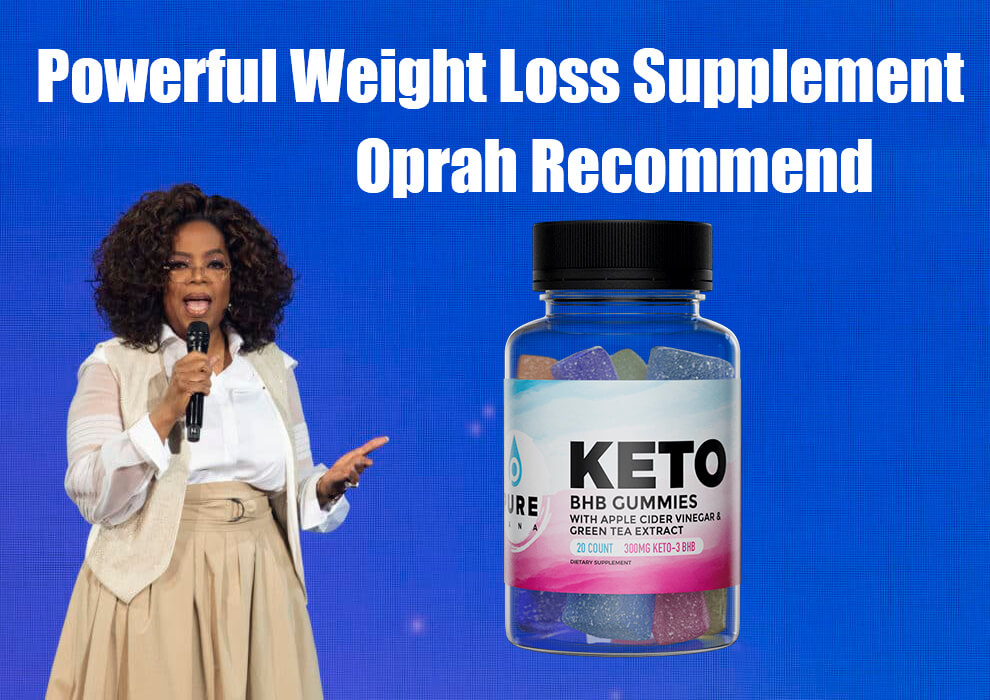 Powerful Weight Loss Supplement
Oprah Recommend
KETO
BHB GUMMIES
WITH APPLE CIDER VINEGAR &
GREEN TEA EXTRACT
20 COUNT 300MG KETO-3 BHB
DIETARY SUPPLEMENT